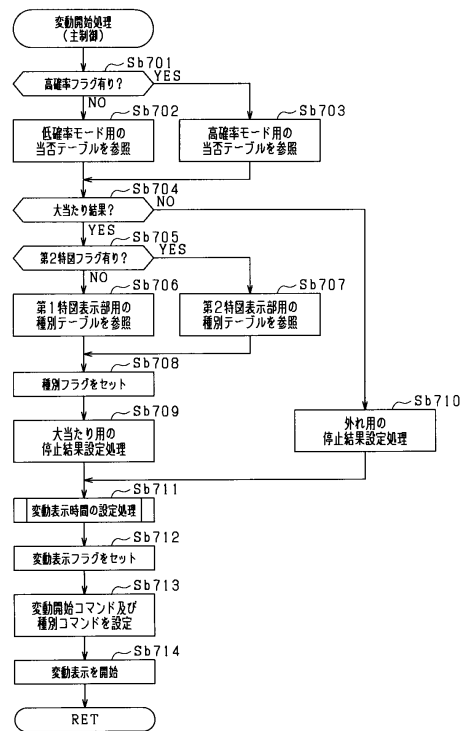 変動開始処理
(主制御)
Sb701
高確率フラグ有り?
YES
NO
Sb702
Sb703
低確率モード用の
当否テーブルを参照
高確率モード用の
当否テーブルを参照
Sb704
大当たり結果?
NO
YES
Sb705
第2特図フラグ有り?
YES
NO
Sb706
Sb707
第1特図表示部用の
種別テーブルを参照
第2特図表示部用の
種別テーブルを参照
Sb708
種別フラグをセット
Sb709
Sb710
大当たり用の
停止結果設定処理
外れ用の
停止結果設定処理
Sb711
変動表示時間の設定処理
Sb712
変動表示フラグをセット
Sb713
変動開始コマンド及び
種別コマンドを設定
Sb714
変動表示を開始
RET